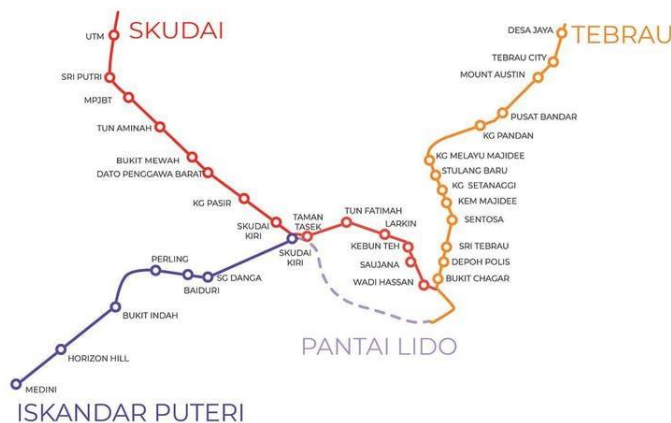 SKUDAI
UTM
SRI PUTRI
MPJBT
TUN AMINAH
BUKIT MEWAH
DATO PENGGAWA BARAT
KG PASIR
SKUDAI
KIRI
TAMAN
TASEK
TUN FATIMAH
LARKIN
KEBUN TEH
SAUJANA
WADI HASSAN
TEBRAU
DESA JAYA
TEBRAU CITY
MOUNT AUSTIN
PUSAT BANDAR
KG PANDAN
KG MELAYU MAJIDEE
STULANG BARU
KG SETANAGGI
KEM MAJIDEE
SENTOSA
SRI TEBRAU
DEPOH POLIS
BUKIT CHAGAR
SKUDAI
KIRI
SG DANGA
BAIDURI
PERLING
BUKIT INDAH
HORIZON HILL
MEDINI
ISKANDAR PUTERI
PANTAI LIDO